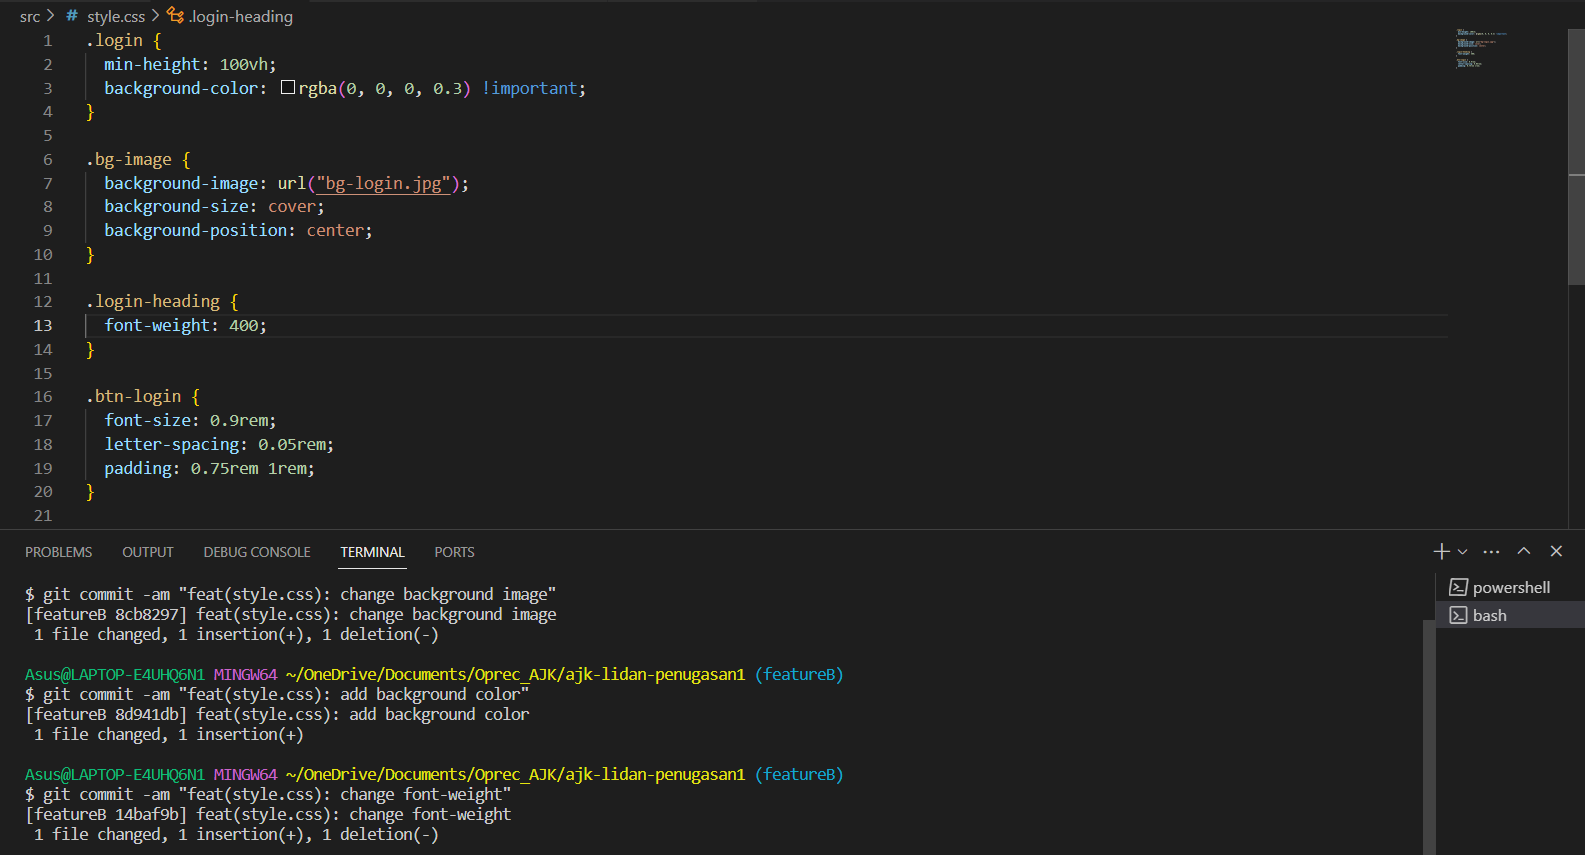 src > # style.css > .login-heading
1 .login {
2 min-height: 100vh;
3 background-color: rgba(0, 0, 0, 0.3) !important;
4 }
5
6 .bg-image {
7 background-image: url("bg-login.jpg");
8 background-size: cover;
9 background-position: center;
10 }
11
12 .login-heading {
13 font-weight: 400;
14 }
15
16 .btn-login {
17 font-size: 0.9rem;
18 letter-spacing: 0.05rem;
19 padding: 0.75rem 1rem;
20 }
21
PROBLEMS OUTPUT DEBUG CONSOLE TERMINAL PORTS
powershell
bash
$ git commit -am "feat(style.css): change background image"
[featureB 8cb8297] feat(style.css): change background image
1 file changed, 1 insertion(+), 1 deletion(-)
Asus@LAPTOP-E4UHQ6N1 MINGW64 ~/OneDrive/Documents/Oprec_AJK/ajk-lidan-penugasan1 (featureB)
$ git commit -am "feat(style.css): add background color"
[featureB 8d941db] feat(style.css): add background color
1 file changed, 1 insertion(+)
Asus@LAPTOP-E4UHQ6N1 MINGW64 ~/OneDrive/Documents/Oprec_AJK/ajk-lidan-penugasan1 (featureB)
$ git commit -am "feat(style.css): change font-weight"
[featureB 14baf9b] feat(style.css): change font-weight
1 file changed, 1 insertion(+), 1 deletion(-)